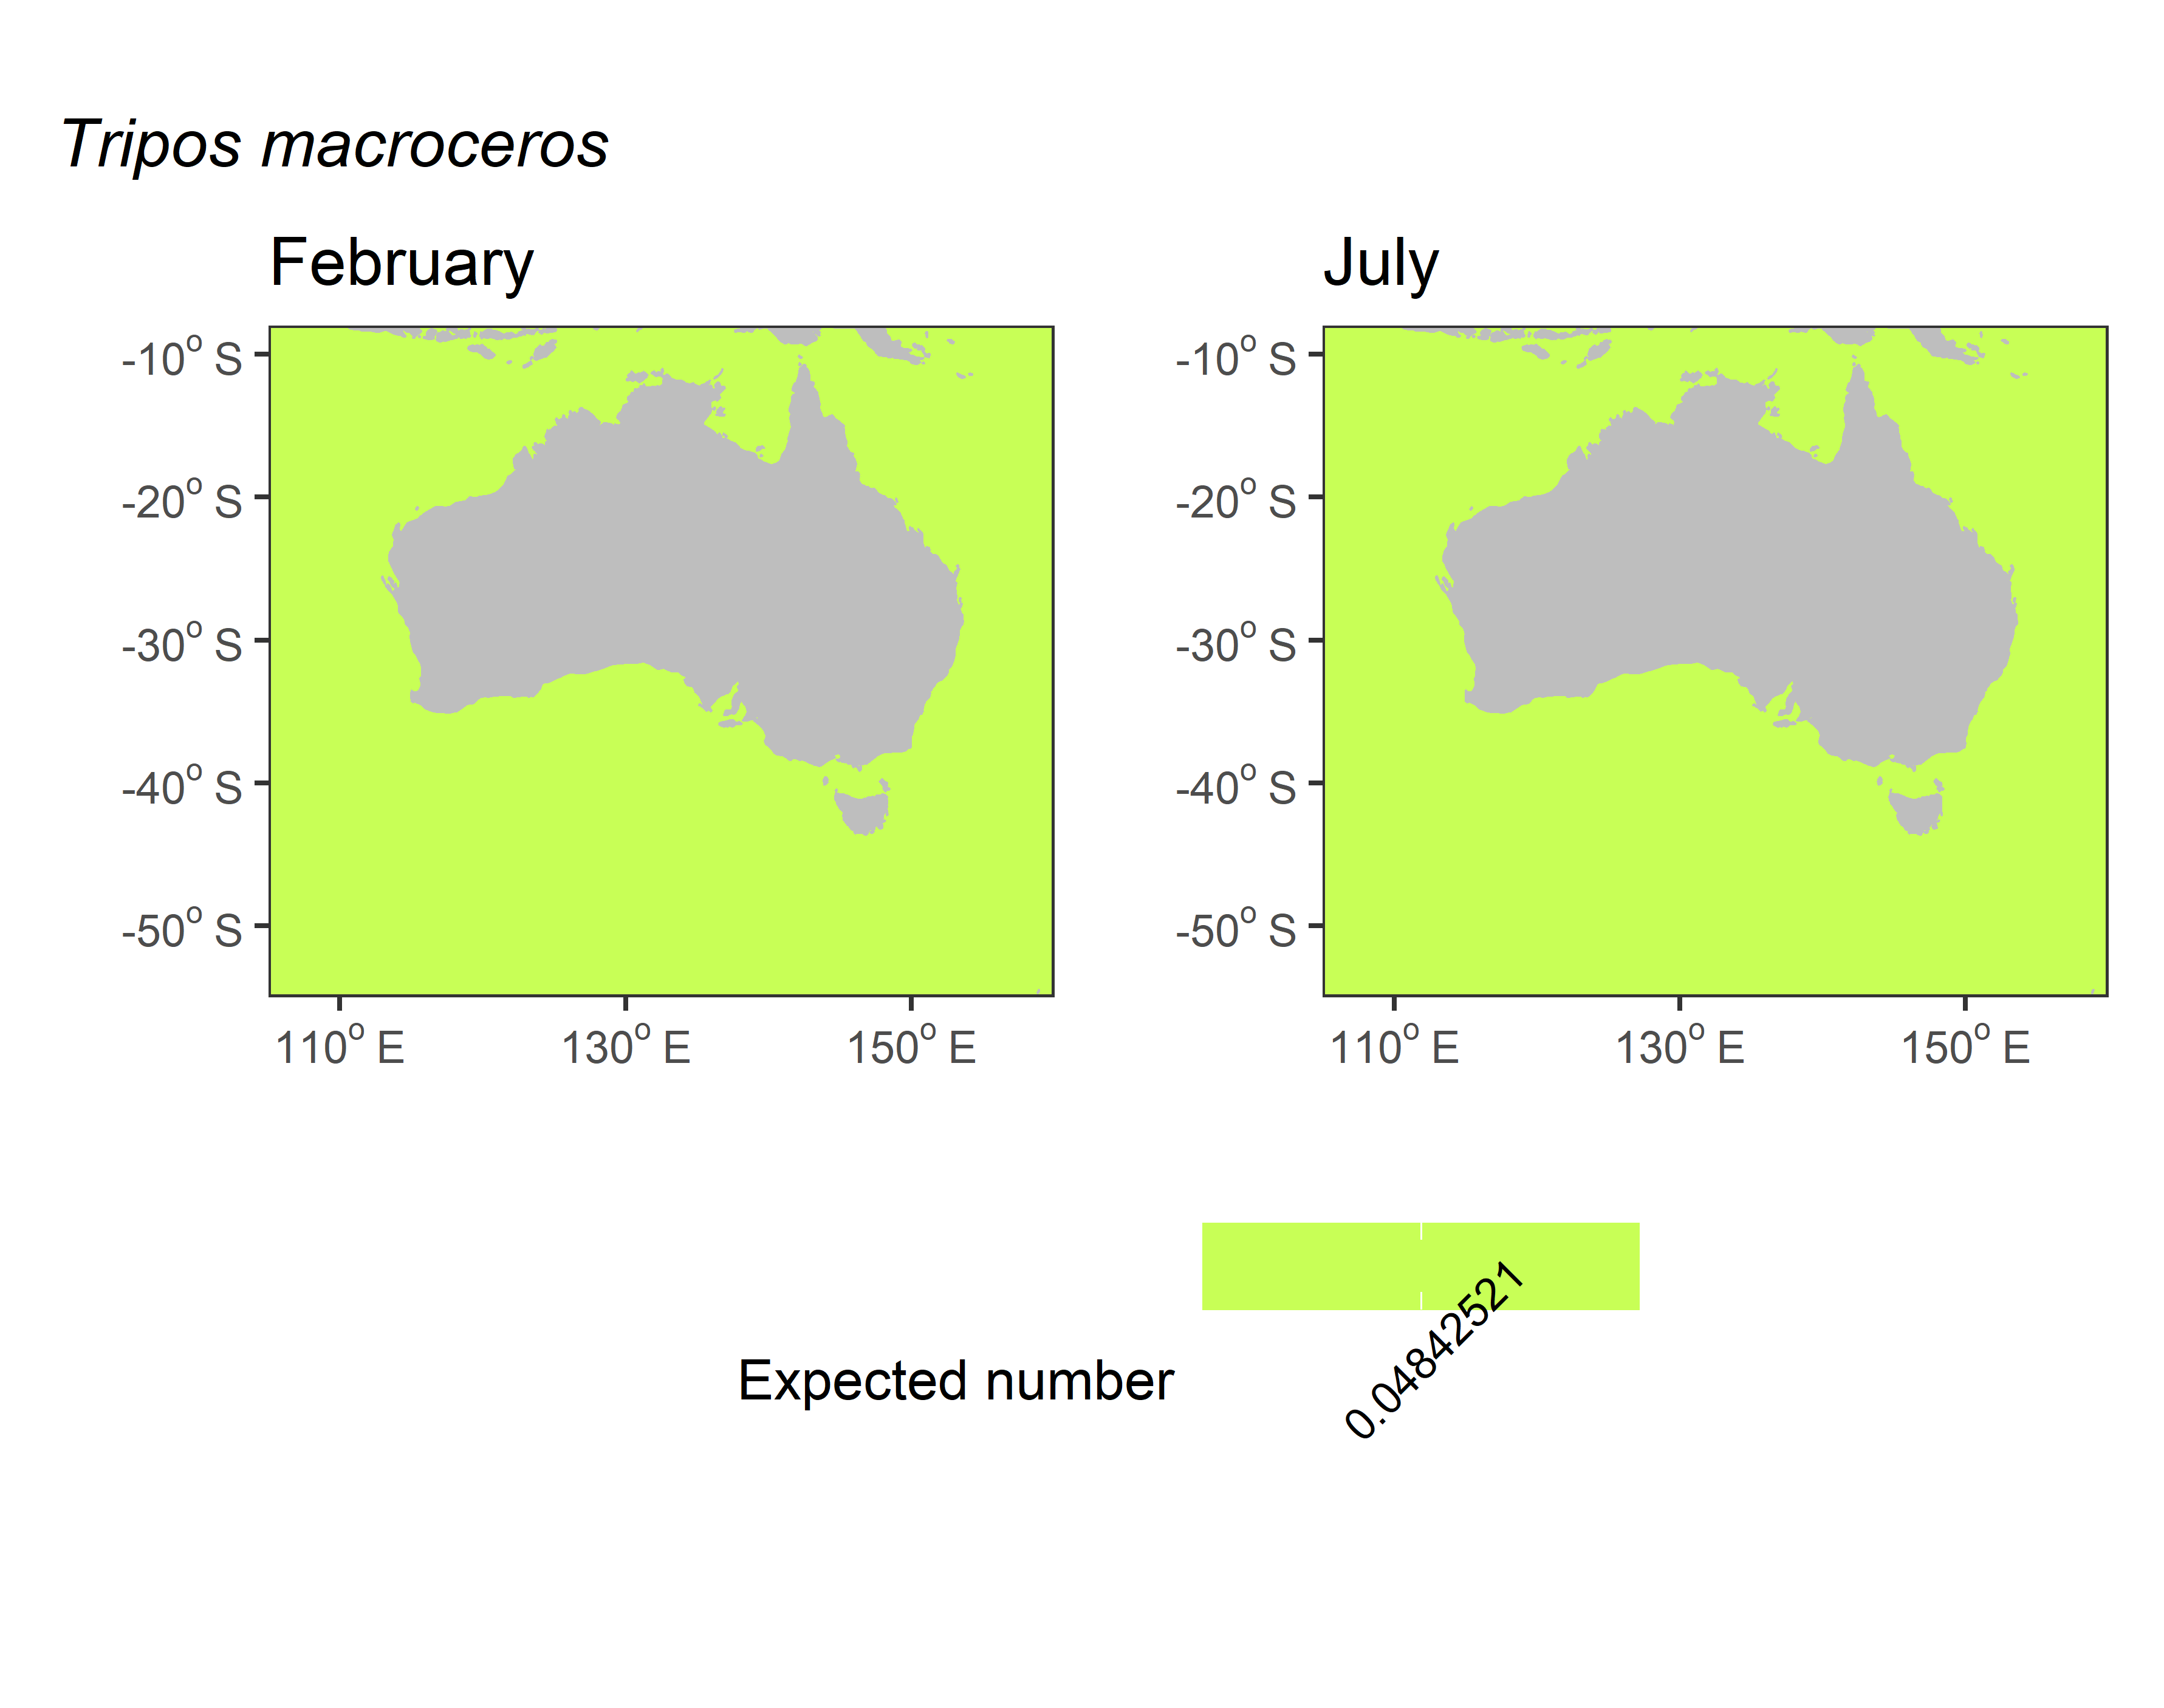 Tripos macroceros
February
July
-10° S
-20° S
-30° S
-40° S
-50° S
110° E 130° E 150° E
-10° S
-20° S
-30° S
-40° S
-50° S
110° E 130° E 150° E
Expected number
0.04842521